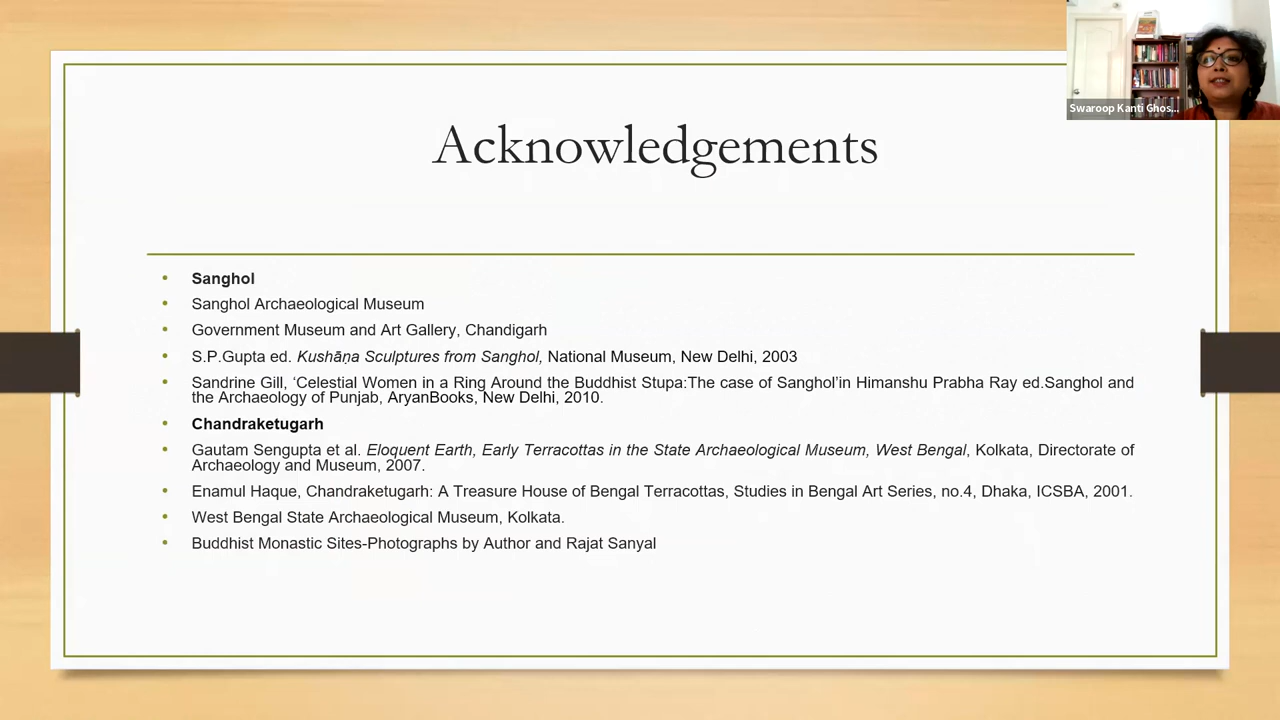 Swaroop Kanti Ghos...
Acknowledgements
• Sanghol
• Sanghol Archaeological Museum
• Government Museum and Art Gallery, Chandigarh
• S.P.Gupta ed. Kushāṇa Sculptures from Sanghol, National Museum, New Delhi, 2003
• Sandrine Gill, ‘Celestial Women in a Ring Around the Buddhist Stupa:The case of Sanghol’in Himanshu Prabha Ray ed.Sanghol and
the Archaeology of Punjab, AryanBooks, New Delhi, 2010.
• Chandraketugarh
• Gautam Sengupta et al. Eloquent Earth, Early Terracottas in the State Archaeological Museum, West Bengal, Kolkata, Directorate of
Archaeology and Museum, 2007.
• Enamul Haque, Chandraketugarh: A Treasure House of Bengal Terracottas, Studies in Bengal Art Series, no.4, Dhaka, ICSBA, 2001.
• West Bengal State Archaeological Museum, Kolkata.
• Buddhist Monastic Sites-Photographs by Author and Rajat Sanyal